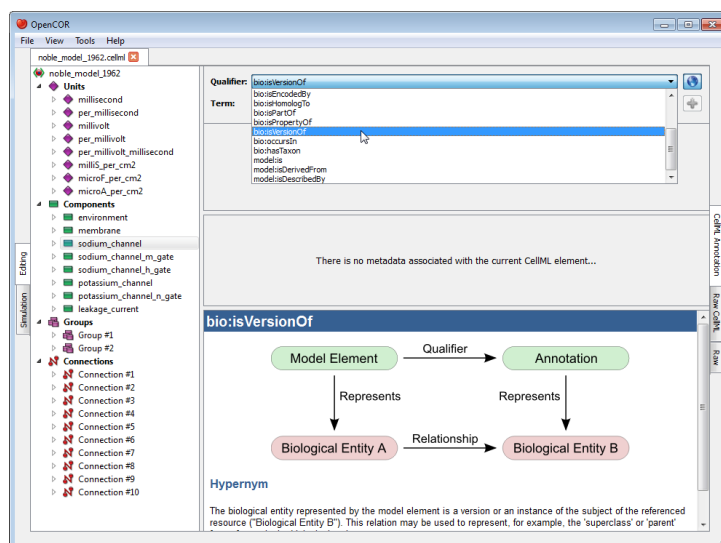 OpenCOR
File View Tools Help
noble_model_1962.cellml
noble_model_1962
Units
millisecond
per_millisecond
millivolt
per_millivolt
per_millivolt_millisecond
milliS_per_cm2
microF_per_cm2
microA_per_cm2
Components
environment
membrane
sodium_channel
sodium_channel_m_gate
sodium_channel_h_gate
potassium_channel
potassium_channel_n_gate
leakage_current
Groups
Group #1
Group #2
Connections
Connection #1
Connection #2
Connection #3
Connection #4
Connection #5
Connection #6
Connection #7
Connection #8
Connection #9
Connection #10
Editing
Simulation
Qualifier: bio:isVersionOf
Term:
bio:isEncodedBy
bio:isHomologTo
bio:isPartOf
bio:isPropertyOf
bio:isVersionOf
bio:occursIn
bio:hasTaxon
model:is
model:isDerivedFrom
model:isDescribedBy
There is no metadata associated with the current CellML element...
bio:isVersionOf
Model Element
Qualifier
Annotation
Represents
Represents
Biological Entity A
Relationship
Biological Entity B
Hypernym
The biological entity represented by the model element is a version or an instance of the subject of the referenced
resource ("Biological Entity B"). This relation may be used to represent, for example, the 'superclass' or 'parent'
CellML Annotation
Raw CellML
Raw